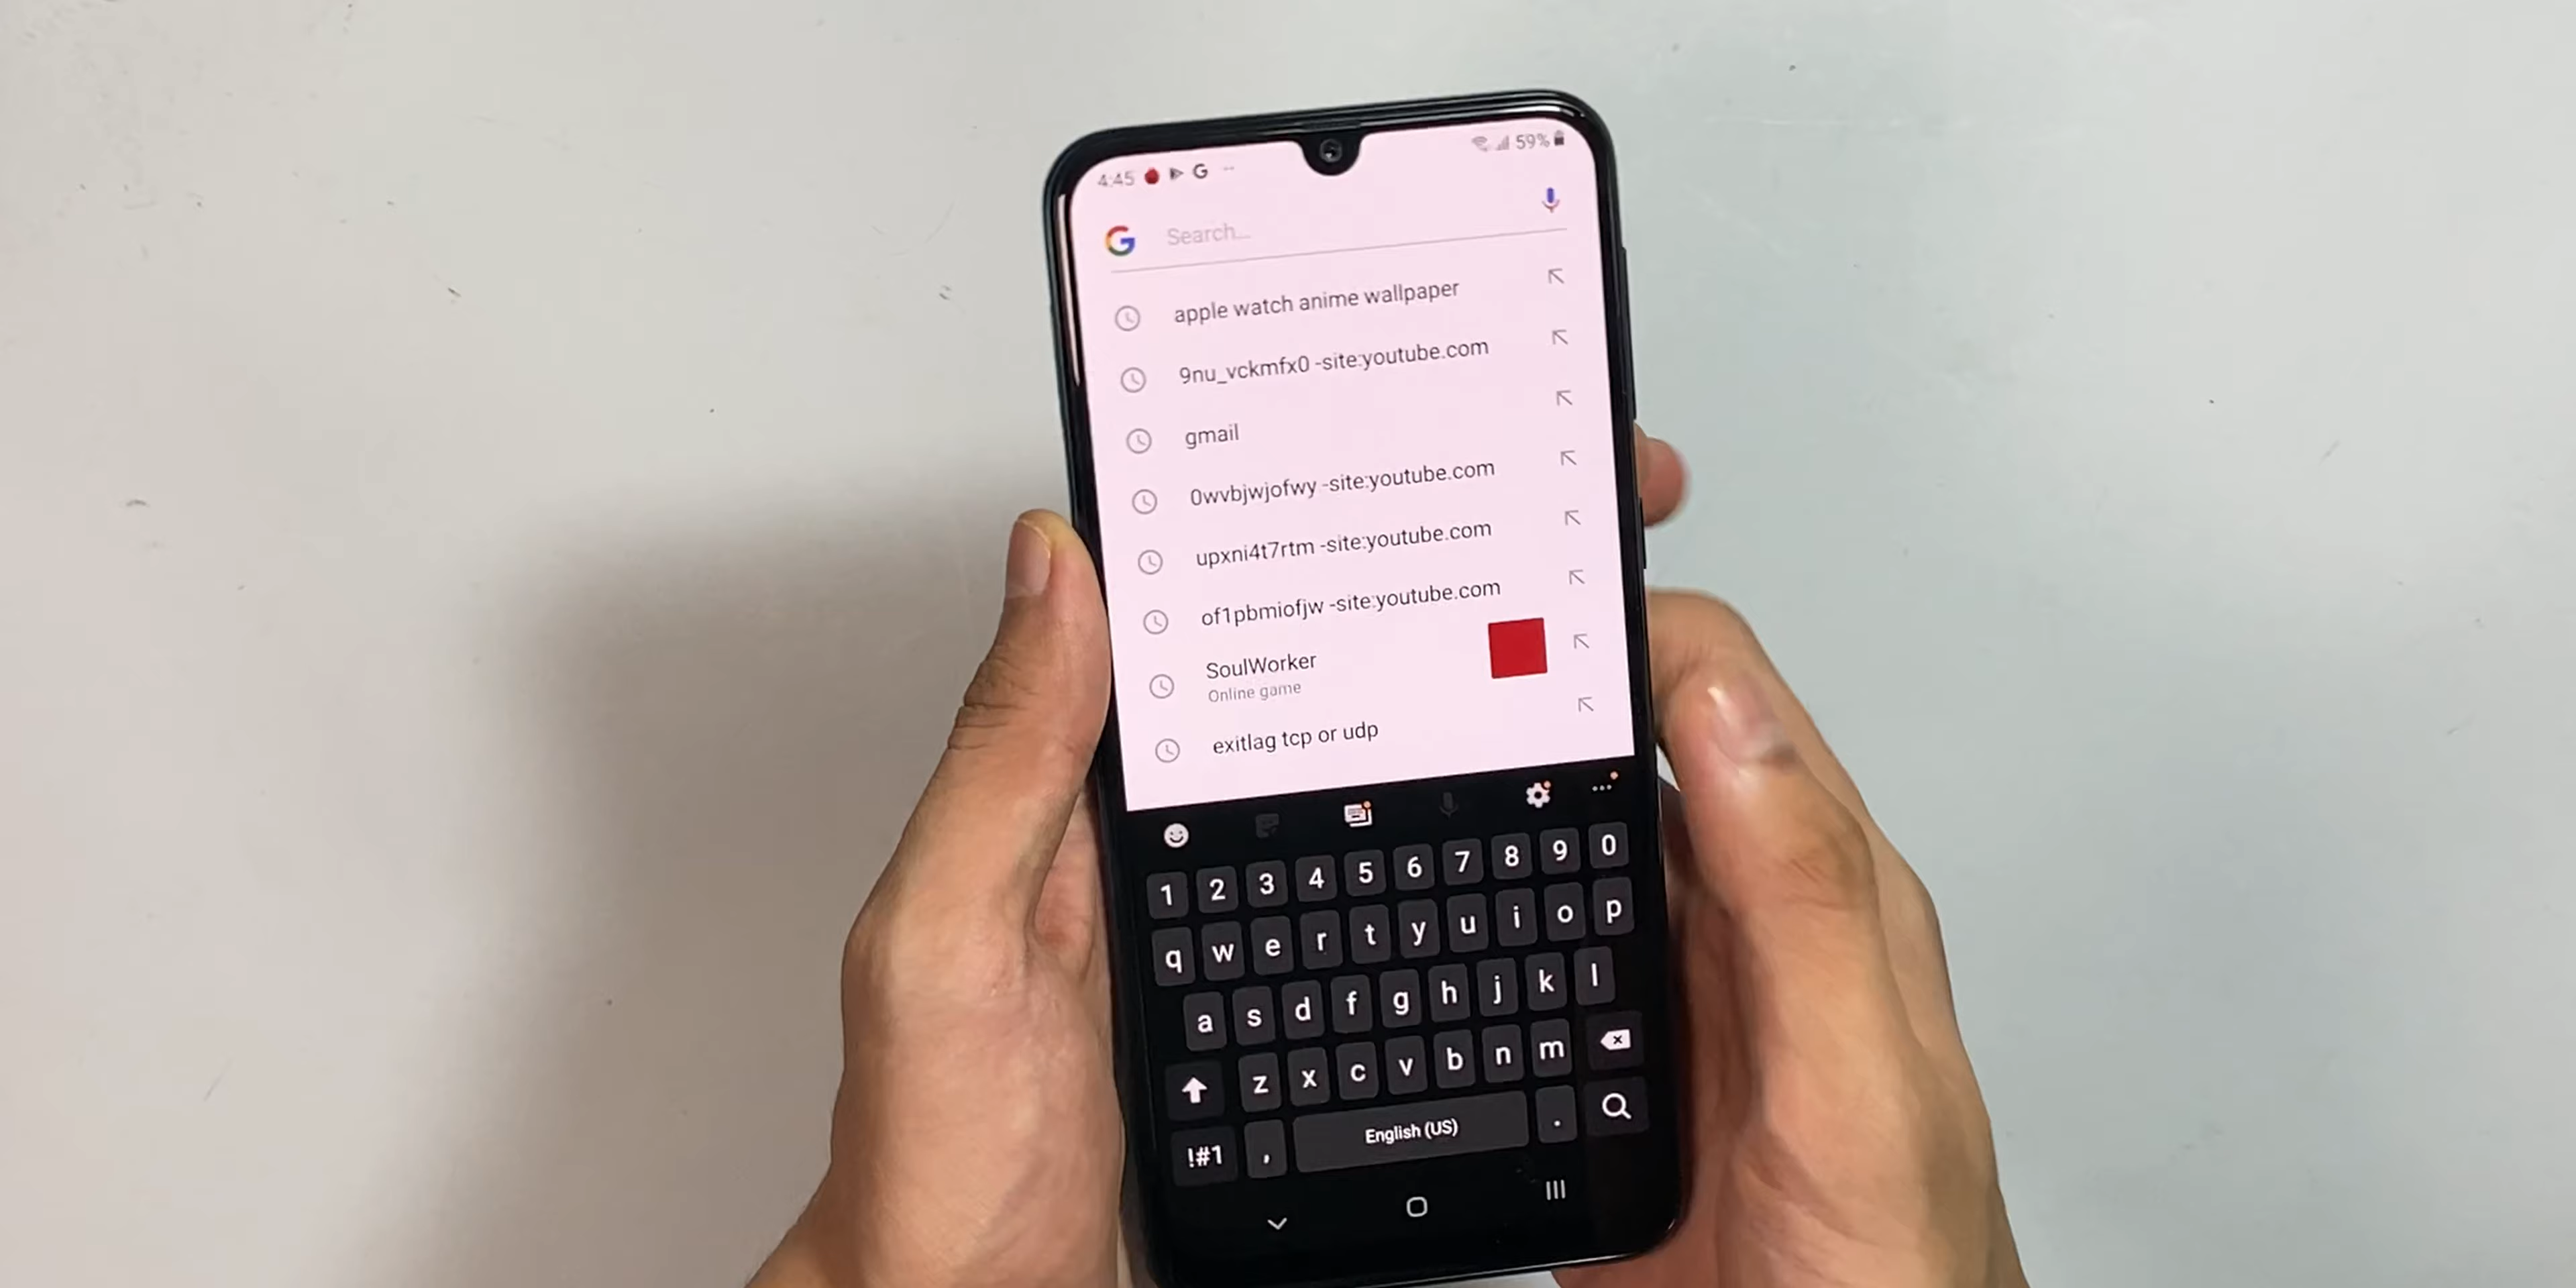 4:45 G
59%
G Search...
apple watch anime wallpaper
9nu_vckmfx0 -site:youtube.com
gmail
0wvbjwjofwy -site:youtube.com
upxni4t7rtm -site:youtube.com
of1pbmiofjw -site:youtube.com
SoulWorker
Online game
exitlag tcp or udp
1 2 3 4 5 6 7 8 9 0
q w e r t y u i o p
a s d f g h j k l
z x c v b n m
!#1 , English (US) .